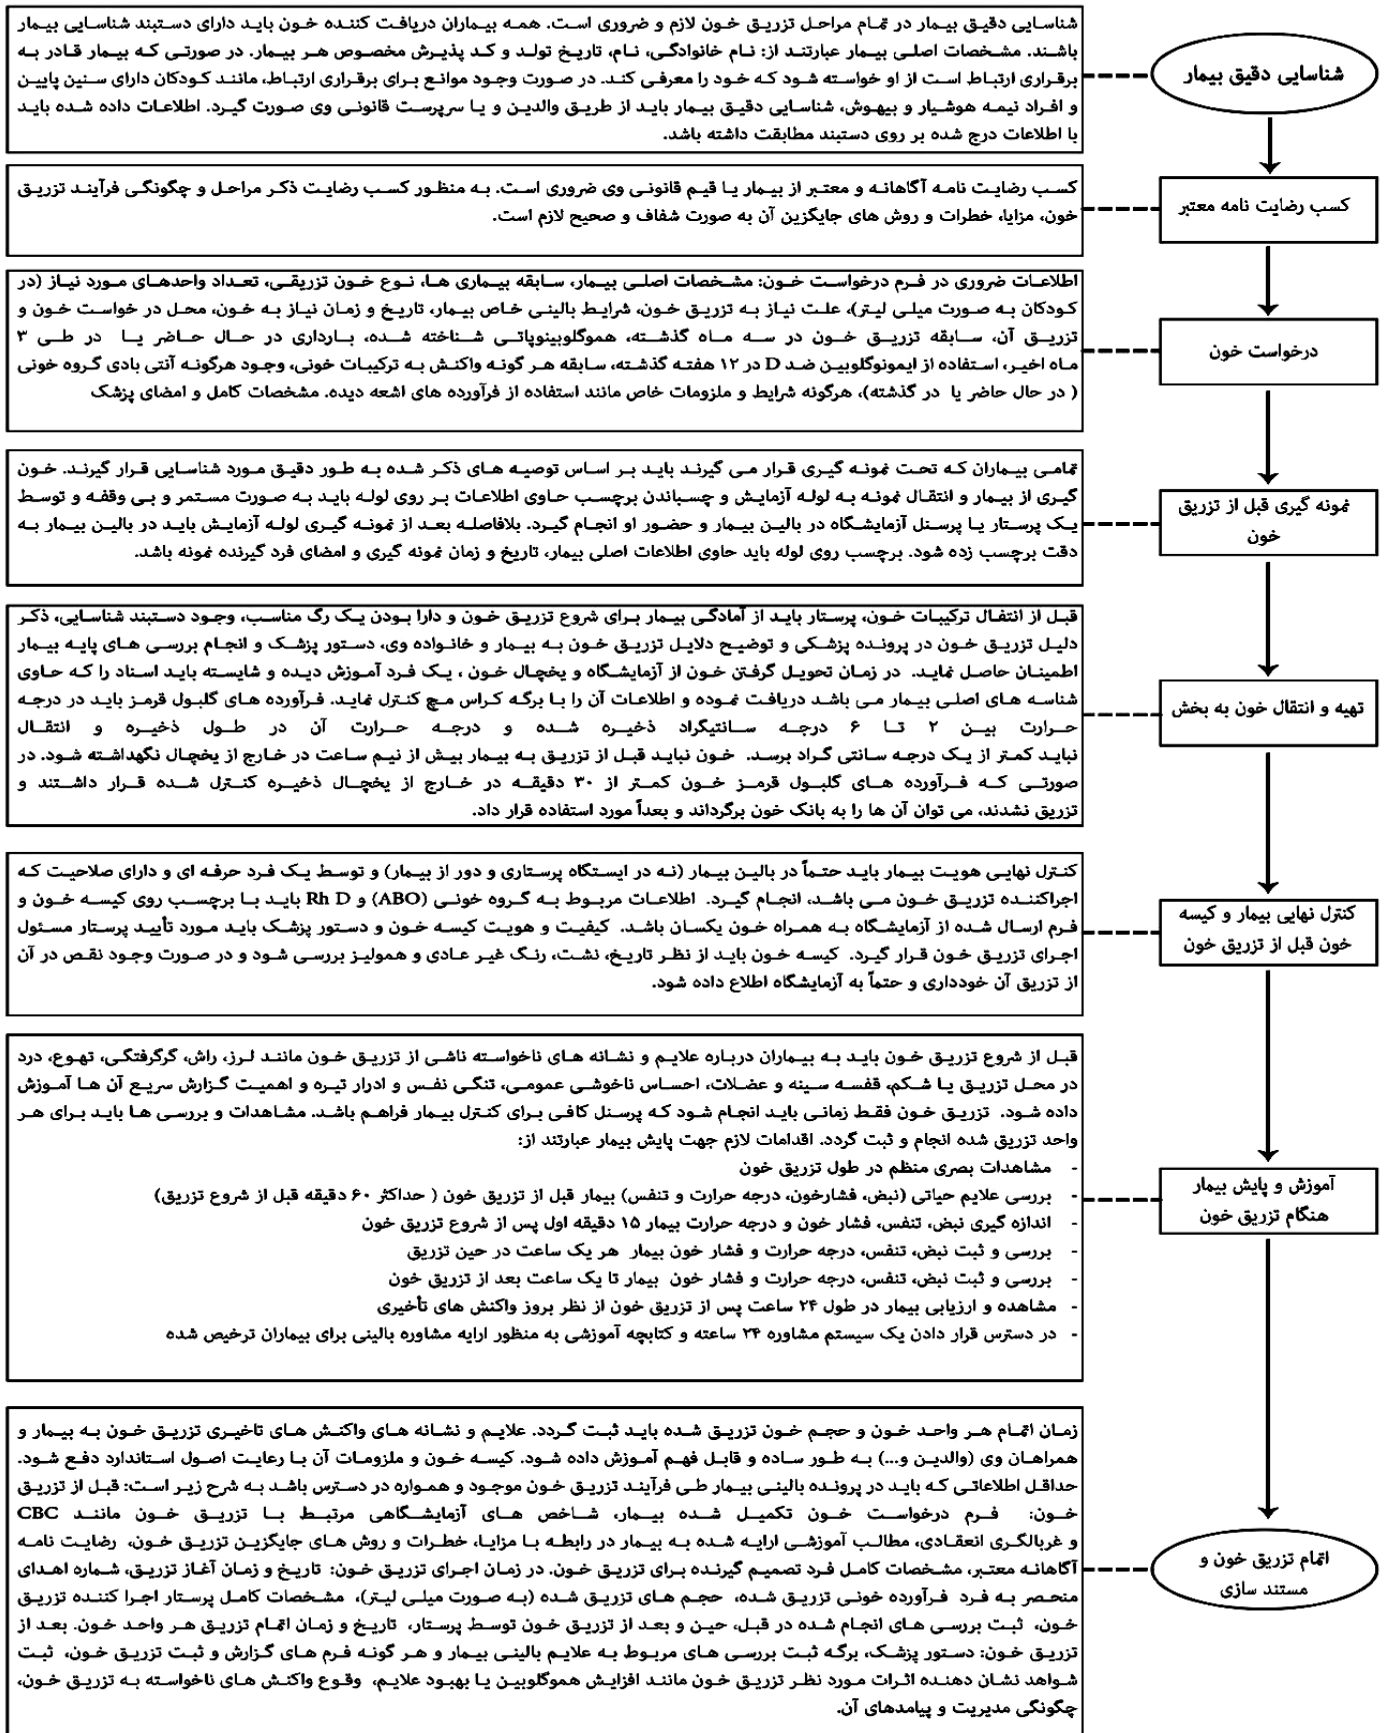 شناسایی دقیق بیمار
شناسایی دقیق بیمار در تمام مراحل تزریق خون لازم و ضروری است. همه بیماران دریافت کننده خون باید دارای دستبند شناسایی بیمار
باشند. مشخصات اصلی بیمار عبارتند از: نام خانوادگی، نام، تاریخ تولد و کد پذیرش مخصوص هر بیمار. در صورتی که بیمار قادر به
برقراری ارتباط است از او خواسته شود که خود را معرفی کند. در صورت وجود موانع برای برقراری ارتباط، مانند کودکان دارای سنین پایین
و افراد نیمه هوشیار و بیهوش، شناسایی دقیق بیمار باید از طریق والدین و یا سرپرست قانونی وی صورت گیرد. اطلاعات داده شده باید
با اطلاعات درج شده بر روی دستبند مطابقت داشته باشد.
کسب رضایت نامه معتبر
کسب رضایت نامه آگاهانه و معتبر از بیمار یا قیم قانونی وی ضروری است. به منظور کسب رضایت ذکر مراحل و چگونگی فرآیند تزریق
خون، مزایا، خطرات و روش های جایگزین آن به صورت شفاف و صحیح لازم است.
درخواست خون
اطلاعات ضروری در فرم درخواست خون: مشخصات اصلی بیمار، سابقه بیماری ها، نوع خون تزریقی، تعداد واحدهای مورد نیاز (در
کودکان به صورت میلی لیتر)، علت نیاز به تزریق خون، شرایط بالینی خاص بیمار، تاریخ و زمان نیاز به خون، محل در خواست خون و
تزریق آن، سابقه تزریق خون در سه ماه گذشته، هموگلوبینوپاتی شناخته شده، بارداری در حال حاضر یا در طی ۳
ماه اخیر، استفاده از ایمونوگلوبین ضد D در ۱۲ هفته گذشته، سابقه هر گونه واکنش به ترکیبات خونی، وجود هرگونه آنتی بادی گروه خونی
( در حال حاضر یا در گذشته)، هرگونه شرایط و ملزومات خاص مانند استفاده از فرآورده های اشعه دیده. مشخصات کامل و امضای پزشک
نمونه گیری قبل از تزریق
خون
تمامی بیماران که تحت نمونه گیری قرار می گیرند باید بر اساس توصیه های ذکر شده به طور دقیق مورد شناسایی قرار گیرند. خون
گیری از بیمار و انتقال نمونه به لوله آزمایش و چسباندن برچسب حاوی اطلاعات بر روی لوله باید به صورت مستمر و بی وقفه و توسط
یک پرستار یا پرسنل آزمایشگاه در بالین بیمار و حضور او انجام گیرد. بلافاصله بعد از نمونه گیری لوله آزمایش باید در بالین بیمار به
دقت برچسب زده شود. برچسب روی لوله باید حاوی اطلاعات اصلی بیمار، تاریخ و زمان نمونه گیری و امضای فرد گیرنده نمونه باشد.
تهیه و انتقال خون به بخش
قبل از انتقال ترکیبات خون، پرستار باید از آمادگی بیمار برای شروع تزریق خون و دارا بودن یک رگ مناسب، وجود دستبند شناسایی، ذکر
دلیل تزریق خون در پرونده پزشکی و توضیح دلایل تزریق خون به بیمار و خانواده وی، دستور پزشک و انجام بررسی های پایه بیمار
اطمینان حاصل نماید. در زمان تحویل گرفتن خون از آزمایشگاه و یخچال خون ، یک فرد آموزش دیده و شایسته باید اسناد را که حاوی
شناسه های اصلی بیمار می باشد دریافت نموده و اطلاعات آن را با برگه کراس مچ کنترل نماید. فرآورده های گلبول قرمز باید در درجه
حرارت بین ۲ تا ۶ درجه سانتیگراد ذخیره شده و درجه حرارت آن در طول ذخیره و انتقال
نباید کمتر از یک درجه سانتی گراد برسد. خون نباید قبل از تزریق به بیمار بیش از نیم ساعت در خارج از یخچال نگهداشته شود. در
صورتی که فرآورده های گلبول قرمز خون کمتر از ۳۰ دقیقه در خارج از یخچال ذخیره کنترل شده قرار داشتند و
تزریق نشدند، می توان آن ها را به بانک خون برگرداند و بعداً مورد استفاده قرار داد.
کنترل نهایی بیمار و کیسه
خون قبل از تزریق خون
کنترل نهایی هویت بیمار باید حتماً در بالین بیمار (نه در ایستگاه پرستاری و دور از بیمار) و توسط یک فرد حرفه ای و دارای صلاحیت که
اجراکننده تزریق خون می باشد، انجام گیرد. اطلاعات مربوط به گروه خونی (ABO) و Rh D باید با برچسب روی کیسه خون و
فرم ارسال شده از آزمایشگاه به همراه خون یکسان باشد. کیفیت و هویت کیسه خون و دستور پزشک باید مورد تأیید پرستار مسئول
اجرای تزریق خون قرار گیرد. کیسه خون باید از نظر تاریخ، نشت، رنگ غیر عادی و همولیز بررسی شود و در صورت وجود نقص در آن
از تزریق آن خودداری و حتماً به آزمایشگاه اطلاع داده شود.
آموزش و پایش بیمار
هنگام تزریق خون
قبل از شروع تزریق خون باید به بیماران درباره علایم و نشانه های ناخواسته ناشی از تزریق خون مانند لرز، راش، گرگرفتگی، تهوع، درد
در محل تزریق یا شکم، قفسه سینه و عضلات، احساس ناخوشی عمومی، تنگی نفس و ادرار تیره و اهمیت گزارش سریع آن ها آموزش
داده شود. تزریق خون فقط زمانی باید انجام شود که پرسنل کافی برای کنترل بیمار فراهم باشد. مشاهدات و بررسی ها باید برای هر
واحد تزریق شده انجام و ثبت گردد. اقدامات لازم جهت پایش بیمار عبارتند از:
- مشاهدات بصری منظم در طول تزریق خون
- بررسی علایم حیاتی (نبض، فشارخون، درجه حرارت و تنفس) بیمار قبل از تزریق خون ( حداکثر ۶۰ دقیقه قبل از شروع تزریق)
- اندازه گیری نبض، تنفس، فشار خون و درجه حرارت بیمار ۱۵ دقیقه اول پس از شروع تزریق خون
- بررسی و ثبت نبض، تنفس، درجه حرارت و فشار خون بیمار هر یک ساعت در حین تزریق
- بررسی و ثبت نبض، تنفس، درجه حرارت و فشار خون بیمار تا یک ساعت بعد از تزریق خون
- مشاهده و ارزیابی بیمار در طول ۲۴ ساعت پس از تزریق خون از نظر بروز واکنش های تأخیری
- در دسترس قرار دادن یک سیستم مشاوره ۲۴ ساعته و کتابچه آموزشی به منظور ارایه مشاوره بالینی برای بیماران ترخیص شده
اتمام تزریق خون و
مستند سازی
زمان اتمام هر واحد خون و حجم خون تزریق شده باید ثبت گردد. علایم و نشانه های واکنش های تاخیری تزریق خون به بیمار و
همراهان وی (والدین و...) به طور ساده و قابل فهم آموزش داده شود. کیسه خون و ملزومات آن با رعایت اصول استاندارد دفع شود.
حداقل اطلاعاتی که باید در پرونده بالینی بیمار طی فرآیند تزریق خون موجود و همواره در دسترس باشد به شرح زیر است: قبل از تزریق
خون: فرم درخواست خون تکمیل شده بیمار، شاخص های آزمایشگاهی مرتبط با تزریق خون مانند CBC
و غربالگری انعقادی، مطالب آموزشی ارایه شده به بیمار در رابطه با مزایا، خطرات و روش های جایگزین تزریق خون، رضایت نامه
آگاهانه معتبر، مشخصات کامل فرد تصمیم گیرنده برای تزریق خون. در زمان اجرای تزریق خون: تاریخ و زمان آغاز تزریق، شماره اهدای
منحصر به فرد فرآورده خونی تزریق شده، حجم های تزریق شده (به صورت میلی لیتر)، مشخصات کامل پرستار اجرا کننده تزریق
خون، ثبت بررسی های انجام شده در قبل، حین و بعد از تزریق خون توسط پرستار، تاریخ و زمان اتمام تزریق هر واحد خون. بعد از
تزریق خون: دستور پزشک، برگه ثبت بررسی های مربوط به علایم بالینی بیمار و هر گونه فرم های گزارش و ثبت تزریق خون، ثبت
شواهد نشان دهنده اثرات مورد نظر تزریق خون مانند افزایش هموگلوبین یا بهبود علایم، وقوع واکنش های ناخواسته به تزریق خون،
چگونگی مدیریت و پیامدهای آن.